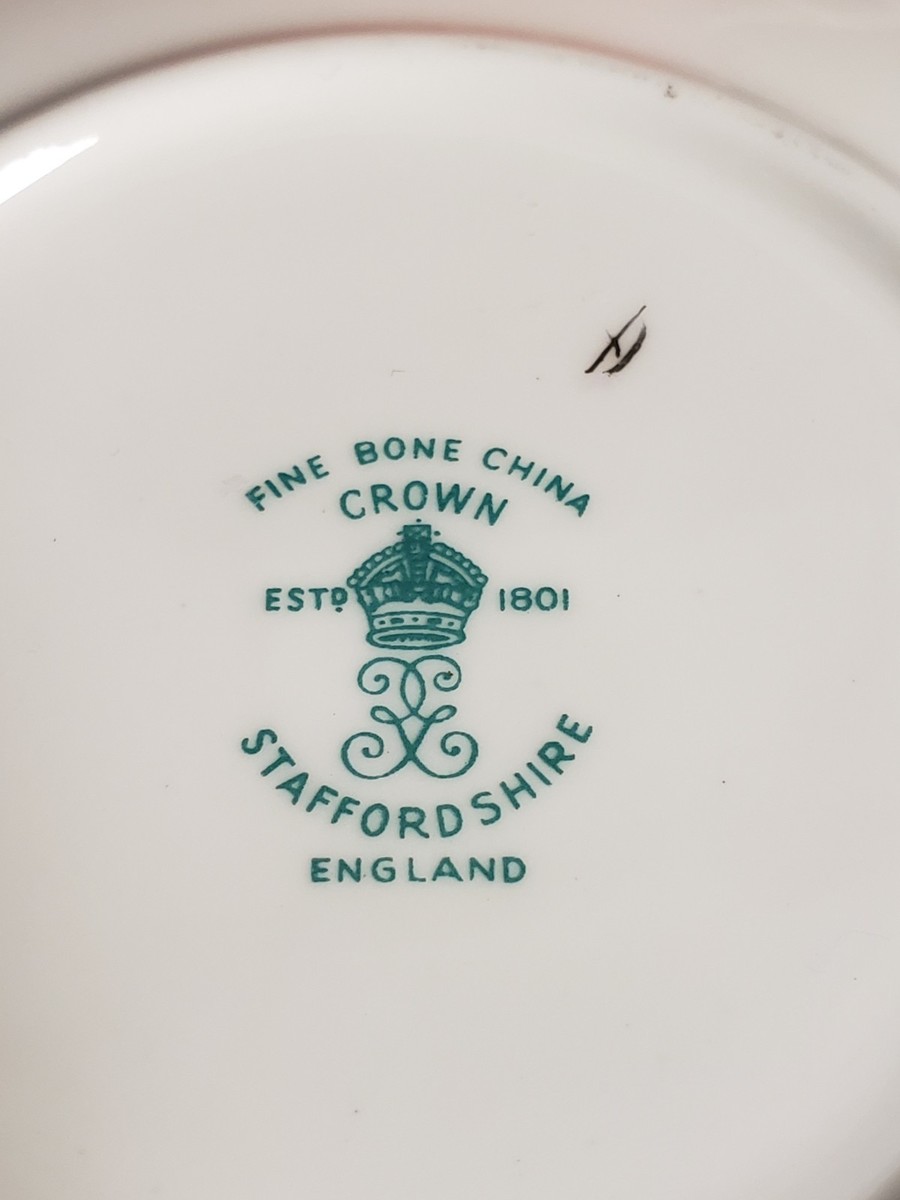 FINE BONE CHINA
CROWN
ESTD 1801
STAFFORDSHIRE
ENGLAND